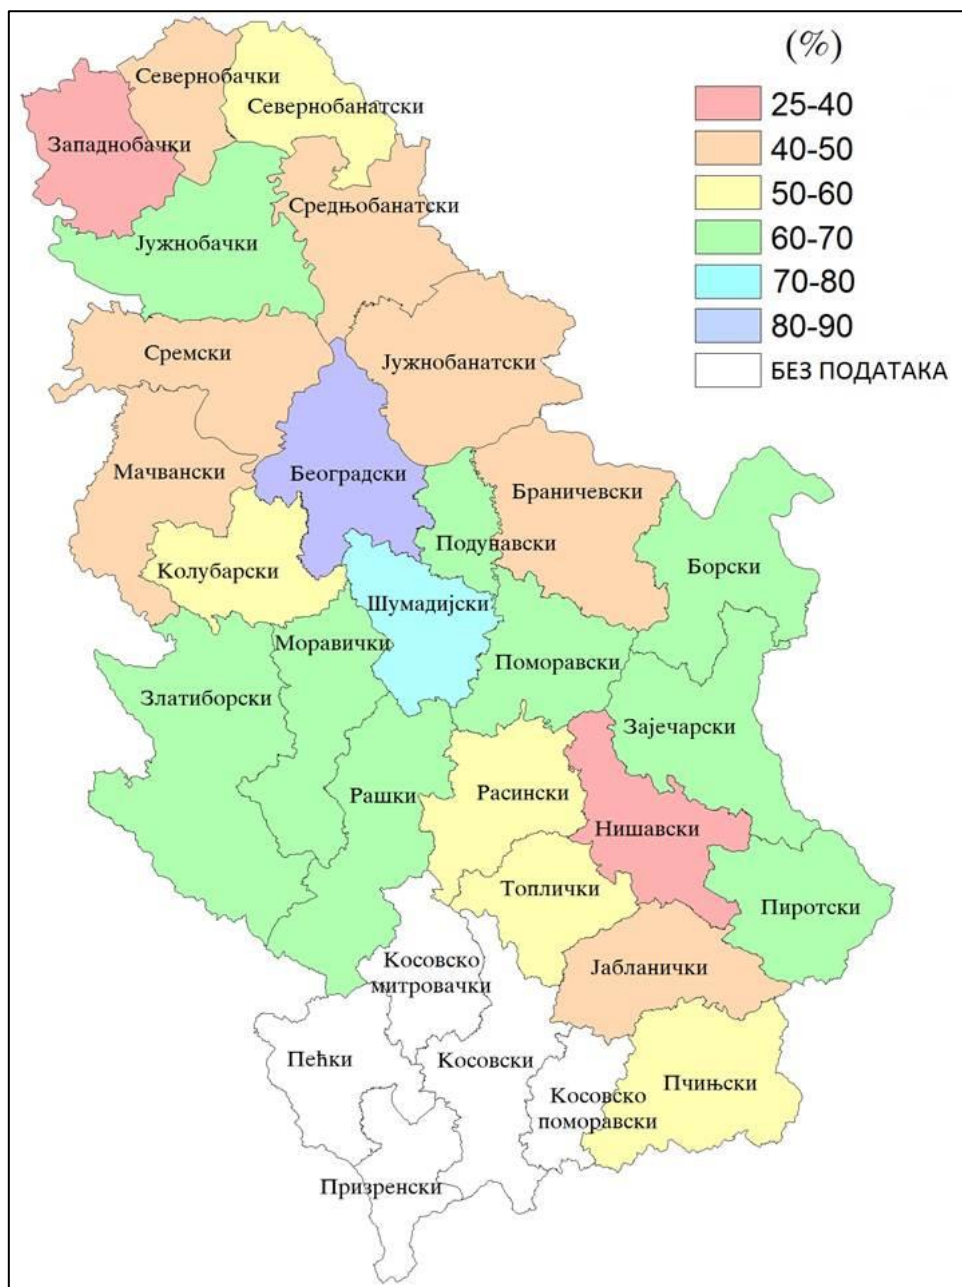 (%)
25-40
40-50
50-60
60-70
70-80
80-90
БЕЗ ПОДАТАКА
Севернобачки
Севернобанатски
Западнобачки
Средњобанатски
Јужнобачки
Сремски
Јужнобанатски
Мачвански
Београдски
Браничевски
Подунавски
Колубарски
Борски
Шумадијски
Моравички
Поморавски
Златиборски
Зајечарски
Рашки
Расински
Нишавски
Топлички
Пиротски
Косовско
митровачки
Јабланички
Пећки
Косовски
Пчињски
Косовско
поморавски
Призренски